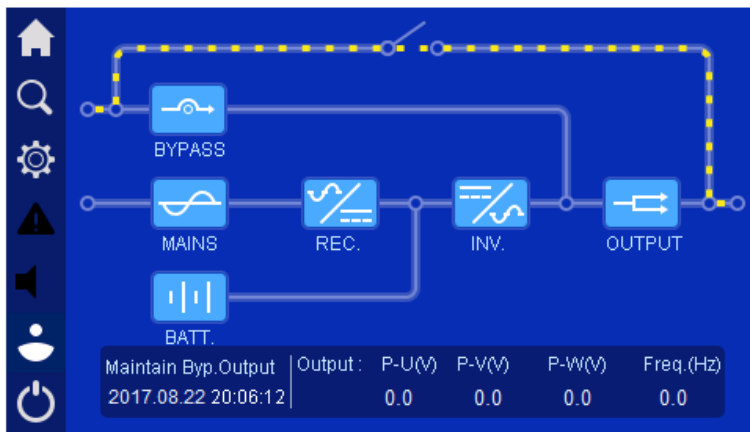 BYPASS
MAINS REC. INV. OUTPUT
BATT.
Maintain Byp.Output Output : P-U(V) P-V(V) P-W(V) Freq.(Hz)
2017.08.22 20:06:12 0.0 0.0 0.0 0.0